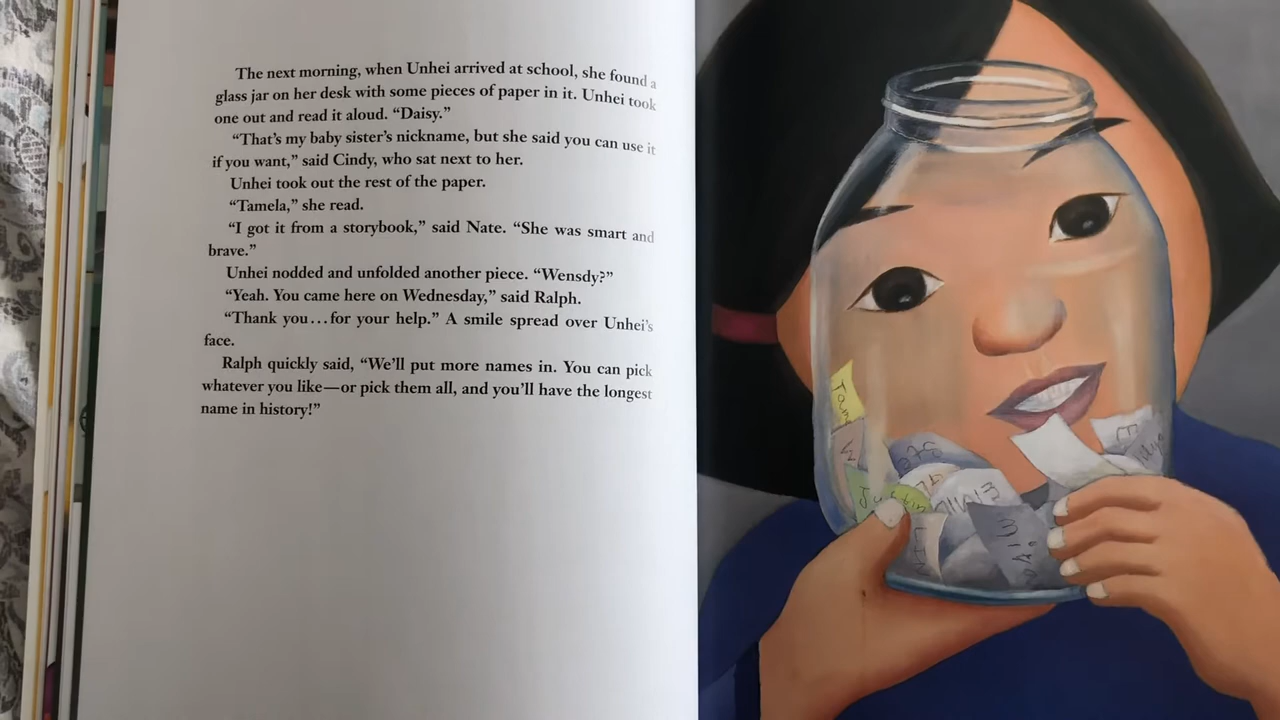 The next morning, when Unhei arrived at school, she found a
glass jar on her desk with some pieces of paper in it. Unhei took
one out and read it aloud. “Daisy.”
“That’s my baby sister’s nickname, but she said you can use it
if you want,” said Cindy, who sat next to her.
Unhei took out the rest of the paper.
“Tamela,” she read.
“I got it from a storybook,” said Nate. “She was smart and
brave.”
Unhei nodded and unfolded another piece. “Wensdy?”
“Yeah. You came here on Wednesday,” said Ralph.
“Thank you…for your help.” A smile spread over Unhei’s
face.
Ralph quickly said, “We’ll put more names in. You can pick
whatever you like—or pick them all, and you’ll have the longest
name in history!”
Tam
Justin